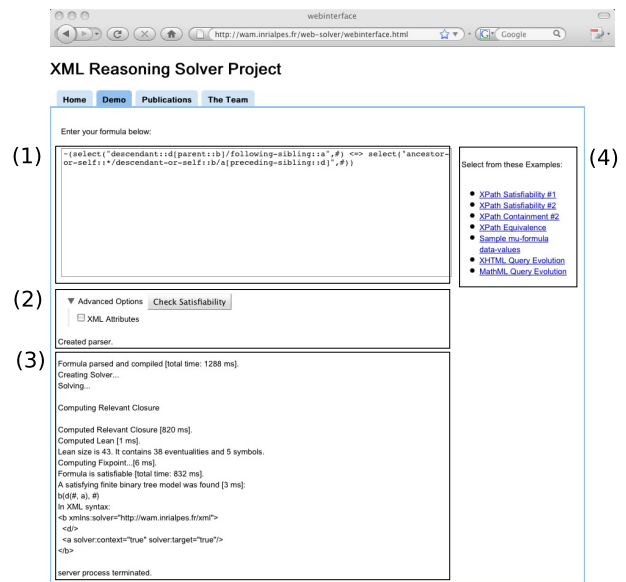 webinterface
http://wam.inrialpes.fr/web-solver/webinterface.html
Google
XML Reasoning Solver Project
Home Demo Publications The Team
Enter your formula below:
(1)
~(select("descendant::d[parent::b]/following-sibling::a",#) <=> select("ancestor-
or-self::*/descendant-or-self::b/a[preceding-sibling::d]",#))
(4)
Select from these Examples:
XPath Satisfiability #1
XPath Satisfiability #2
XPath Containment #2
XPath Equivalence
Sample mu-formula
data-values
XHTML Query Evolution
MathML Query Evolution
(2)
Advanced Options Check Satisfiability
XML Attributes
Created parser.
(3)
Formula parsed and compiled [total time: 1288 ms].
Creating Solver...
Solving...
Computing Relevant Closure
Computed Relevant Closure [820 ms].
Computed Lean [1 ms].
Lean size is 43. It contains 38 eventualities and 5 symbols.
Computing Fixpoint...[6 ms].
Formula is satisfiable [total time: 832 ms].
A satisfying finite binary tree model was found [3 ms]:
b(d(#, a), #)
In XML syntax:
<b xmlns:solver="http://wam.inrialpes.fr/xml">
<d/>
<a solver:context="true" solver:target="true"/>
</b>
server process terminated.